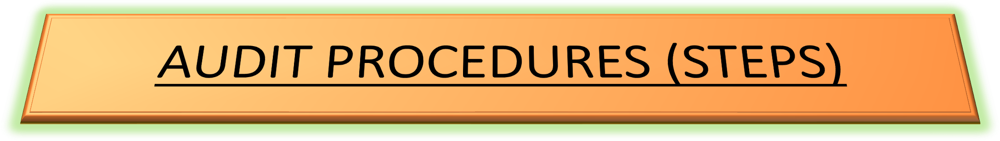 AUDIT PROCEDURES (STEPS)